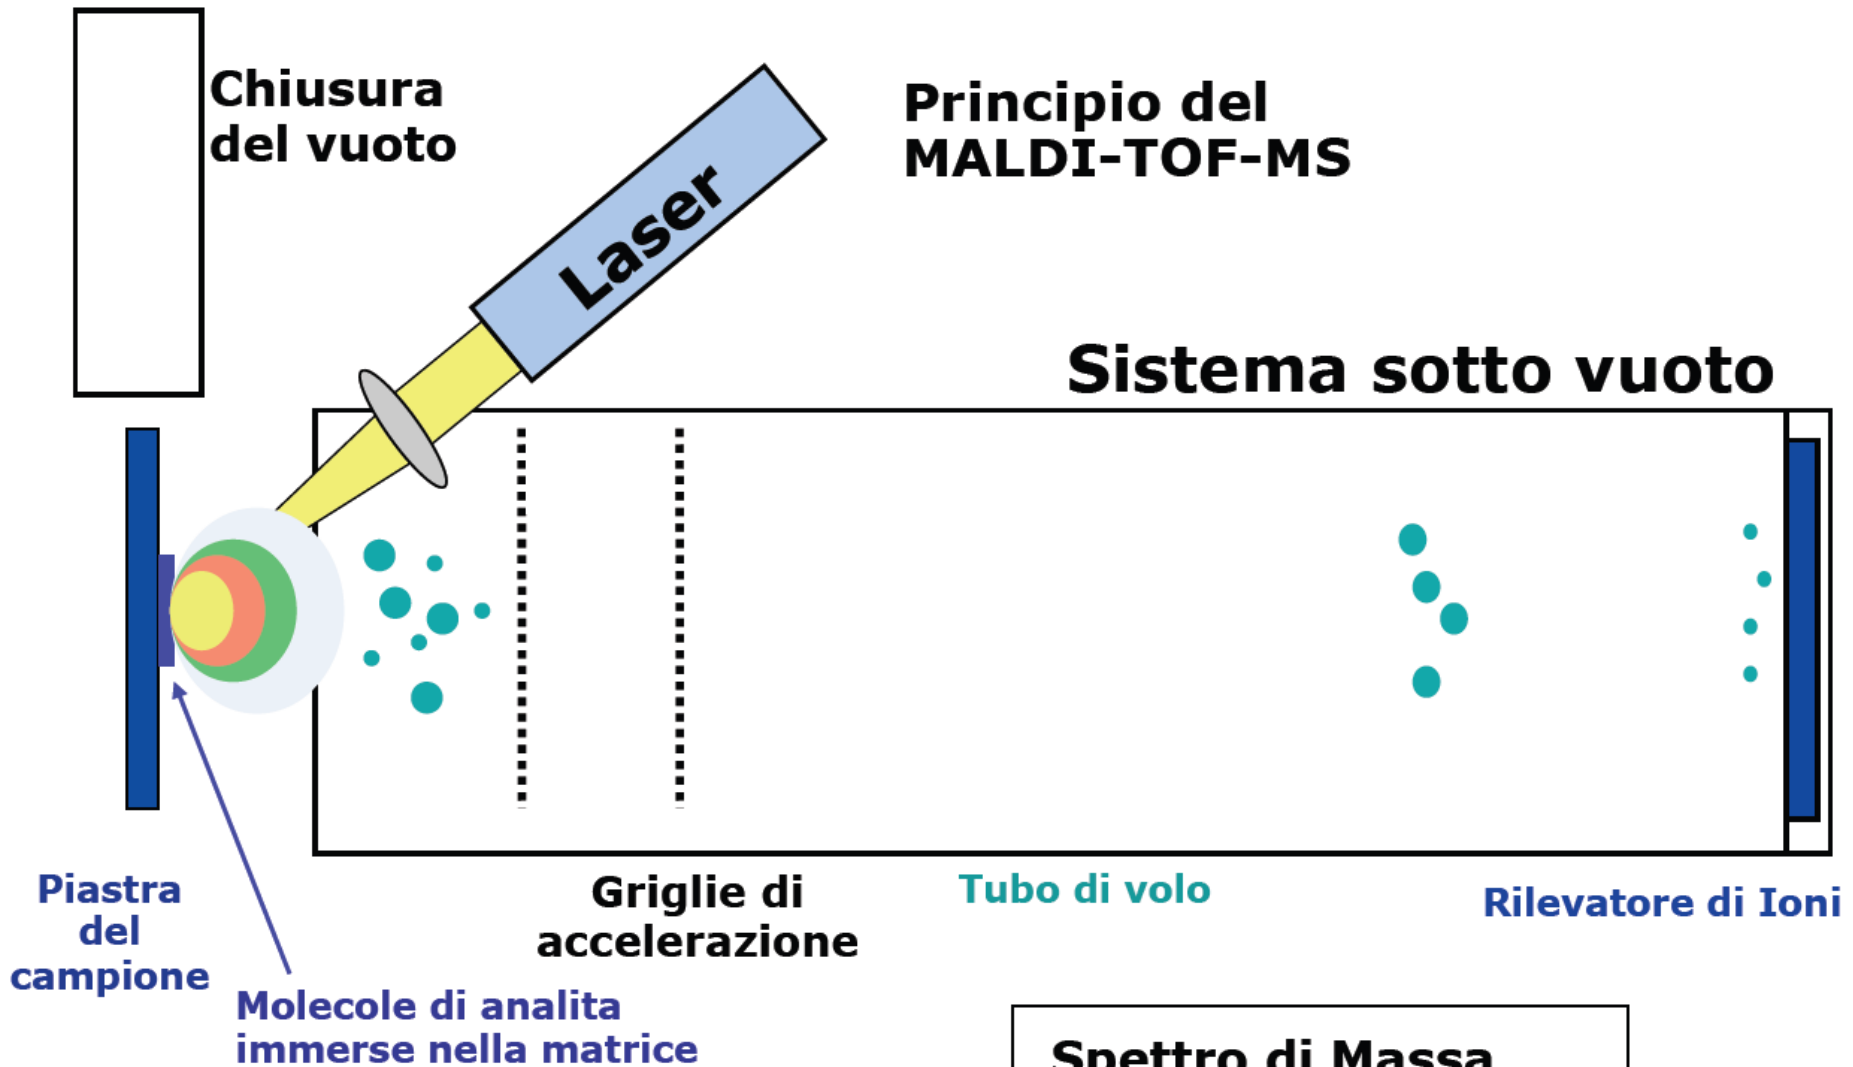 Chiusura
del vuoto
Principio del
MALDI-TOF-MS
Laser
Sistema sotto vuoto
Piastra
del
campione
Griglie di
accelerazione
Tubo di volo
Rilevatore di Ioni
Molecole di analita
immerse nella matrice
Spettro di Massa